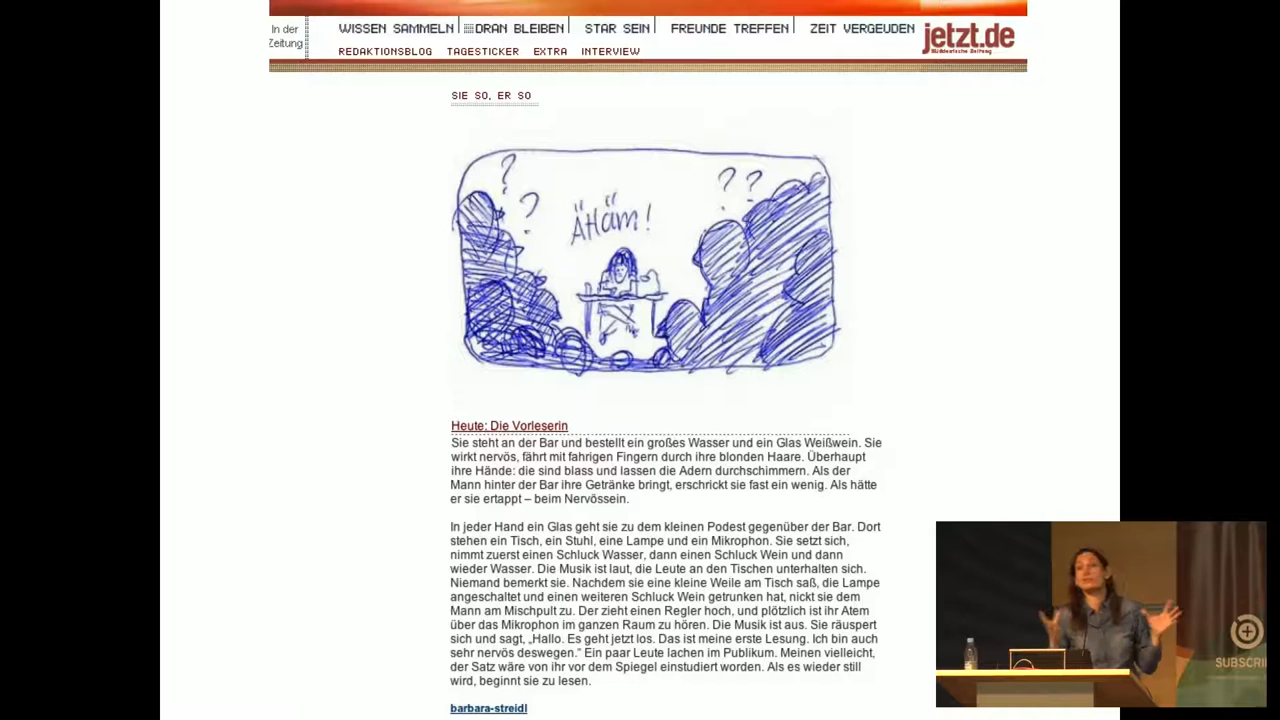 In der
Zeitung
WISSEN SAMMELN
DRAN BLEIBEN
STAR SEIN
FREUNDE TREFFEN
ZEIT VERGEUDEN
jetzt.de
Süddeutsche Zeitung
REDAKTIONSBLOG TAGESTICKER EXTRA INTERVIEW
SIE SO, ER SO
?
?
? ?
ÄHäm!
Heute: Die Vorleserin
Sie steht an der Bar und bestellt ein großes Wasser und ein Glas Weißwein. Sie
wirkt nervös, fährt mit fahrigen Fingern durch ihre blonden Haare. Überhaupt
ihre Hände: die sind blass und lassen die Adern durchschimmern. Als der
Mann hinter der Bar ihre Getränke bringt, erschrickt sie fast ein wenig. Als hätte
er sie ertappt – beim Nervössein.
In jeder Hand ein Glas geht sie zu dem kleinen Podest gegenüber der Bar. Dort
stehen ein Tisch, ein Stuhl, eine Lampe und ein Mikrophon. Sie setzt sich,
nimmt zuerst einen Schluck Wasser, dann einen Schluck Wein und dann
wieder Wasser. Die Musik ist laut, die Leute an den Tischen unterhalten sich.
Niemand bemerkt sie. Nachdem sie eine kleine Weile am Tisch saß, die Lampe
angeschaltet und einen weiteren Schluck Wein getrunken hat, nickt sie dem
Mann am Mischpult zu. Der zieht einen Regler hoch, und plötzlich ist ihr Atem
über das Mikrophon im ganzen Raum zu hören. Die Musik ist aus. Sie räuspert
sich und sagt, „Hallo. Es geht jetzt los. Das ist meine erste Lesung. Ich bin auch
sehr nervös deswegen.“ Ein paar Leute lachen im Publikum. Meinen vielleicht,
der Satz wäre von ihr vor dem Spiegel einstudiert worden. Als es wieder still
wird, beginnt sie zu lesen.
barbara-streidl
SUBSCRI